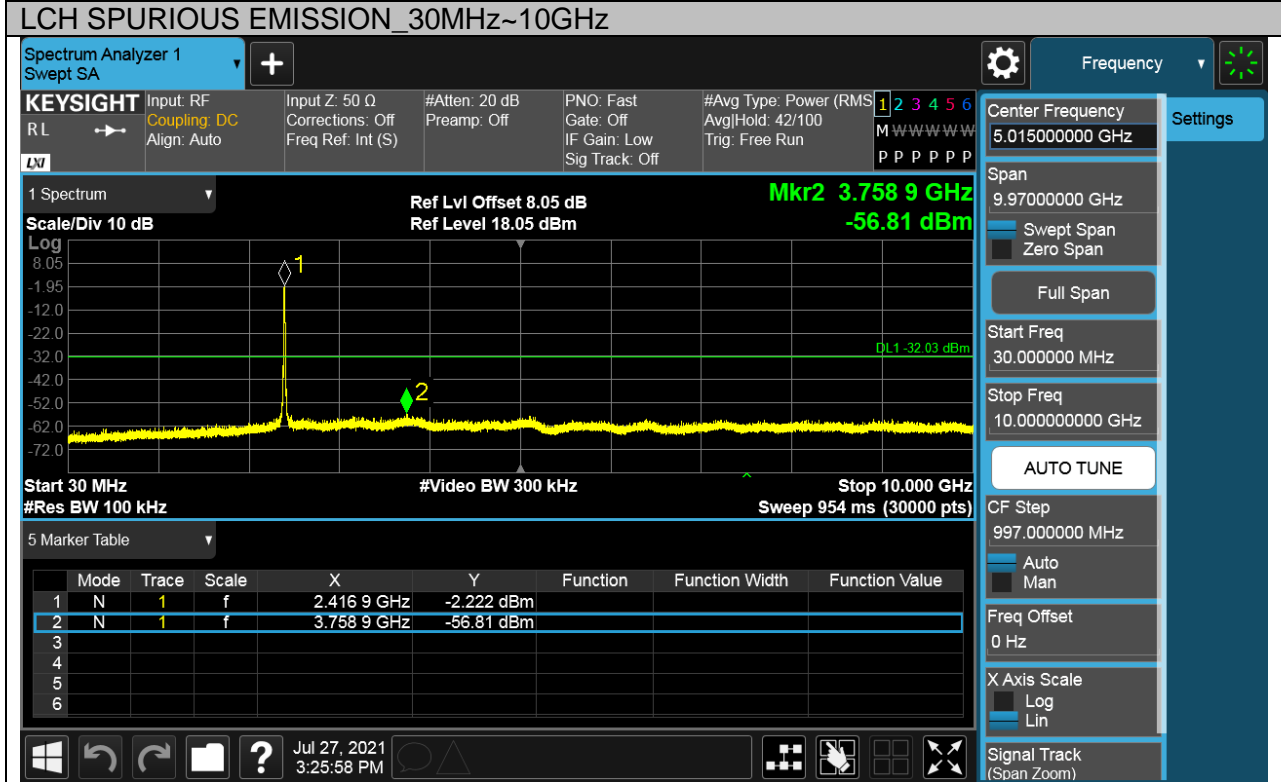 LCH SPURIOUS EMISSION_30MHz~10GHz
Spectrum Analyzer 1
Swept SA
+
Frequency
KEYSIGHT
RL
LXI
Input: RF
Coupling: DC
Align: Auto
Input Z: 50 Ω
Corrections: Off
Freq Ref: Int (S)
#Atten: 20 dB
Preamp: Off
PNO: Fast
Gate: Off
IF Gain: Low
Sig Track: Off
#Avg Type: Power (RMS
Avg|Hold: 42/100
Trig: Free Run
1 2 3 4 5 6
M W W W W W
P P P P P P
1 Spectrum
Scale/Div 10 dB
Ref Lvl Offset 8.05 dB
Ref Level 18.05 dBm
Mkr2 3.758 9 GHz
-56.81 dBm
Log
8.05
-1.95
-12.0
-22.0
-32.0
-42.0
-52.0
-62.0
-72.0
1
2
DL1 -32.03 dBm
Start 30 MHz
#Video BW 300 kHz
Stop 10.000 GHz
#Res BW 100 kHz
Sweep 954 ms (30000 pts)
5 Marker Table
Mode Trace Scale X Y Function Function Width Function Value
1 N 1 f 2.416 9 GHz -2.222 dBm
2 N 1 f 3.758 9 GHz -56.81 dBm
3
4
5
6
Center Frequency
5.015000000 GHz
Settings
Span
9.97000000 GHz
Swept Span
Zero Span
Full Span
Start Freq
30.000000 MHz
Stop Freq
10.000000000 GHz
AUTO TUNE
CF Step
997.000000 MHz
Auto
Man
Freq Offset
0 Hz
X Axis Scale
Log
Lin
Signal Track
(Span Zoom)
?
Jul 27, 2021
3:25:58 PM